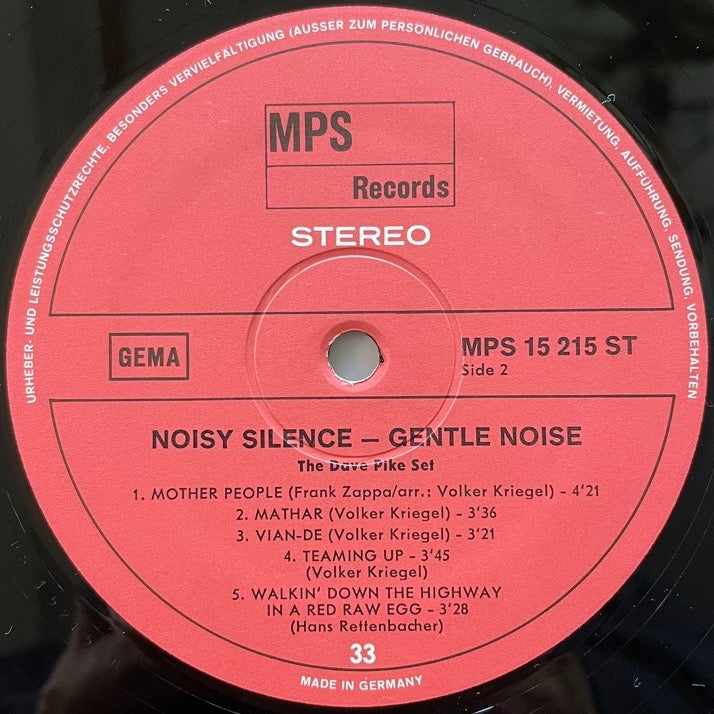 URHEBER- UND LEISTUNGSSCHUTZRECHTE, BESONDERS VERVIELFÄLTIGUNG (AUSSER ZUM PERSÖNLICHEN GEBRAUCH), VERMIETUNG, AUFFÜHRUNG, SENDUNG, VORBEHALTEN
MPS
Records
STEREO
GEMA
MPS 15 215 ST
Side 2
NOISY SILENCE – GENTLE NOISE
The Dave Pike Set
1. MOTHER PEOPLE (Frank Zappa/arr.: Volker Kriegel) – 4'21
2. MATHAR (Volker Kriegel) – 3'36
3. VIAN-DE (Volker Kriegel) – 3'21
4. TEAMING UP – 3'45
(Volker Kriegel)
5. WALKIN' DOWN THE HIGHWAY
IN A RED RAW EGG – 3'28
(Hans Rettenbacher)
33
MADE IN GERMANY